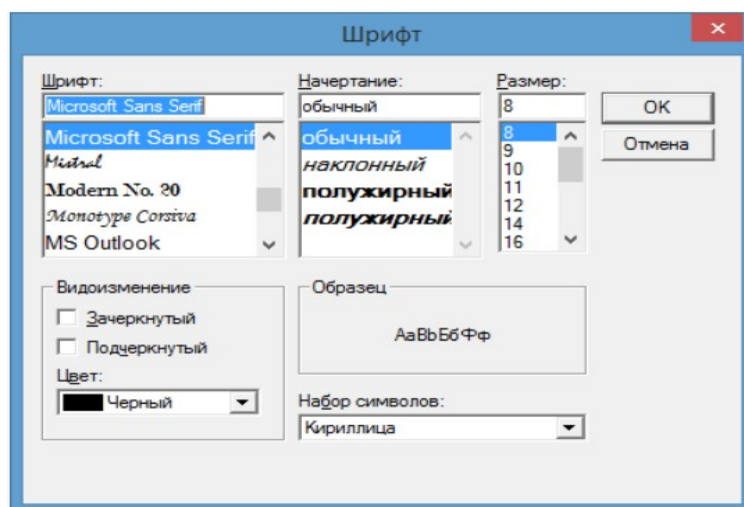 Шрифт
Шрифт:
Microsoft Sans Serif
Microsoft Sans Serif
Mistral
Modern No. 20
Monotype Corsiva
MS Outlook
Начертание:
обычный
обычный
наклонный
полужирный
полужирный
Размер:
8
8
9
10
11
12
14
16
OK
Отмена
Видоизменение
Зачеркнутый
Подчеркнутый
Цвет:
Черный
Образец
АаBbБбФф
Набор символов:
Кириллица